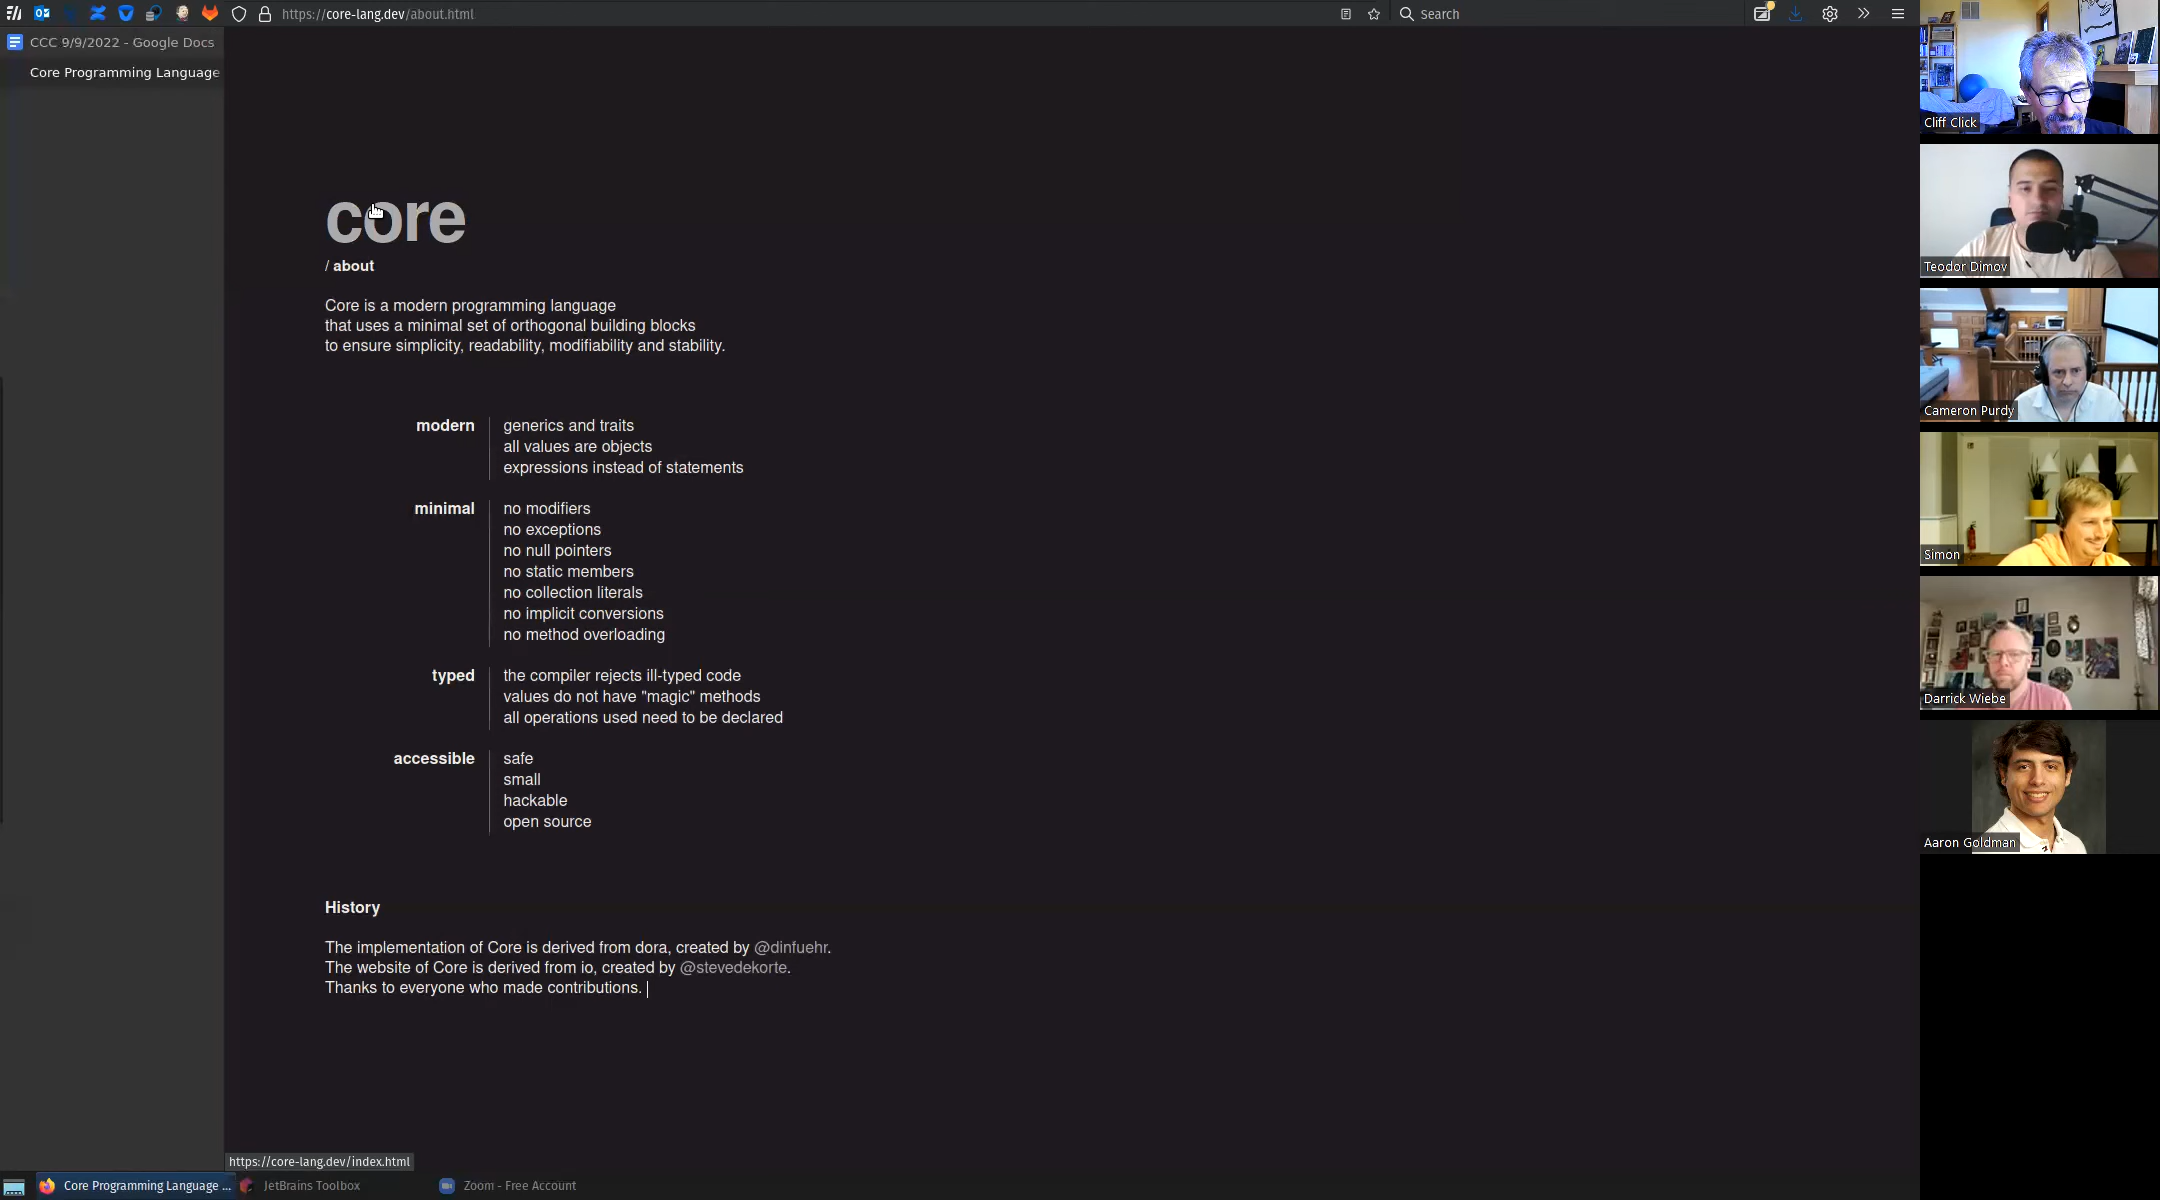 https://core-lang.dev/about.html
Search
CCC 9/9/2022 - Google Docs
Core Programming Language
core
/ about
Core is a modern programming language
that uses a minimal set of orthogonal building blocks
to ensure simplicity, readability, modifiability and stability.
modern
generics and traits
all values are objects
expressions instead of statements
minimal
no modifiers
no exceptions
no null pointers
no static members
no collection literals
no implicit conversions
no method overloading
typed
the compiler rejects ill-typed code
values do not have "magic" methods
all operations used need to be declared
accessible
safe
small
hackable
open source
History
The implementation of Core is derived from dora, created by @dinfuehr.
The website of Core is derived from io, created by @stevedekorte.
Thanks to everyone who made contributions.
https://core-lang.dev/index.html
Core Programming Language ...
JetBrains Toolbox
Zoom - Free Account
Cliff Click
Teodor Dimov
Cameron Purdy
Simon
Darrick Wiebe
Aaron Goldman